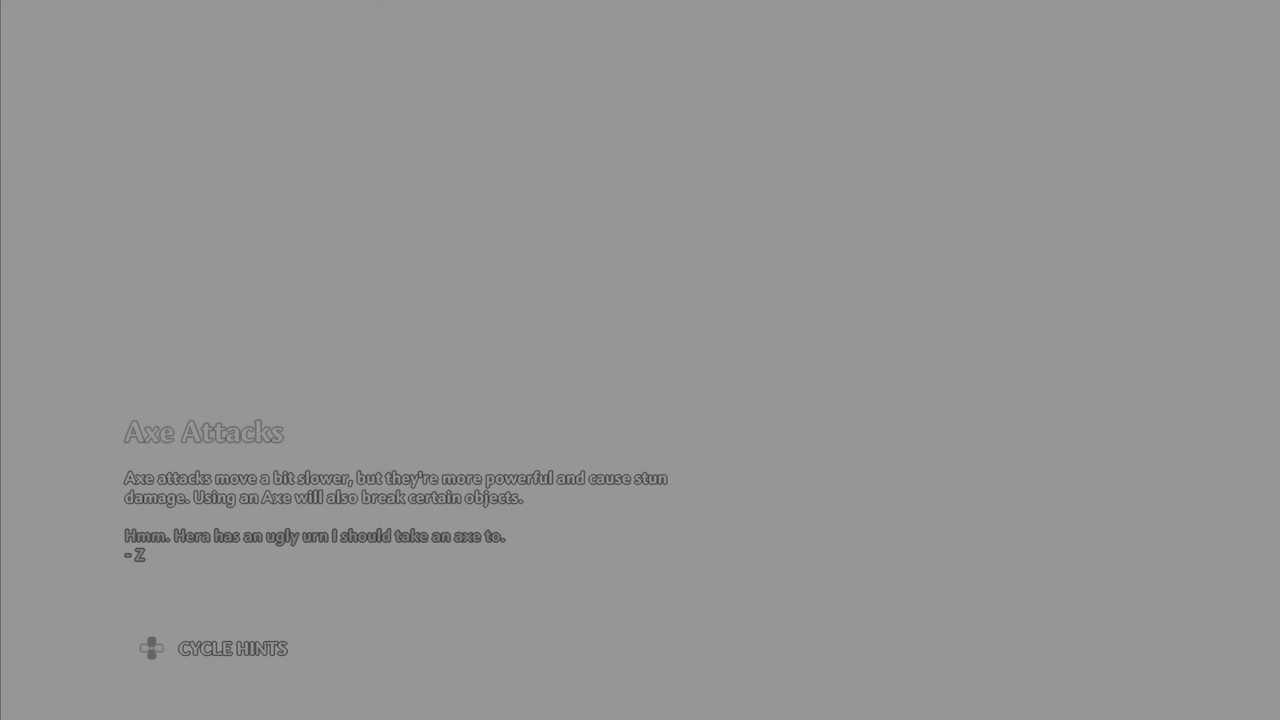 Axe Attacks
Axe attacks move a bit slower, but they're more powerful and cause stun
damage. Using an Axe will also break certain objects.
Hmm. Hera has an ugly urn I should take an axe to.
- Z
CYCLE HINTS